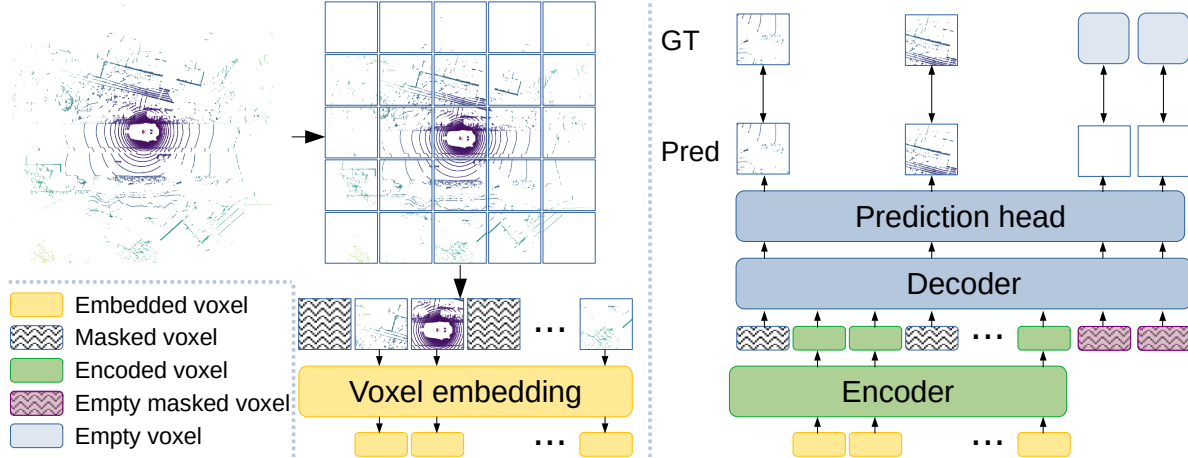 GT
Pred
Prediction head
Decoder
...
Encoder
...
Embedded voxel
Masked voxel
Encoded voxel
Empty masked voxel
Empty voxel
...
Voxel embedding
...